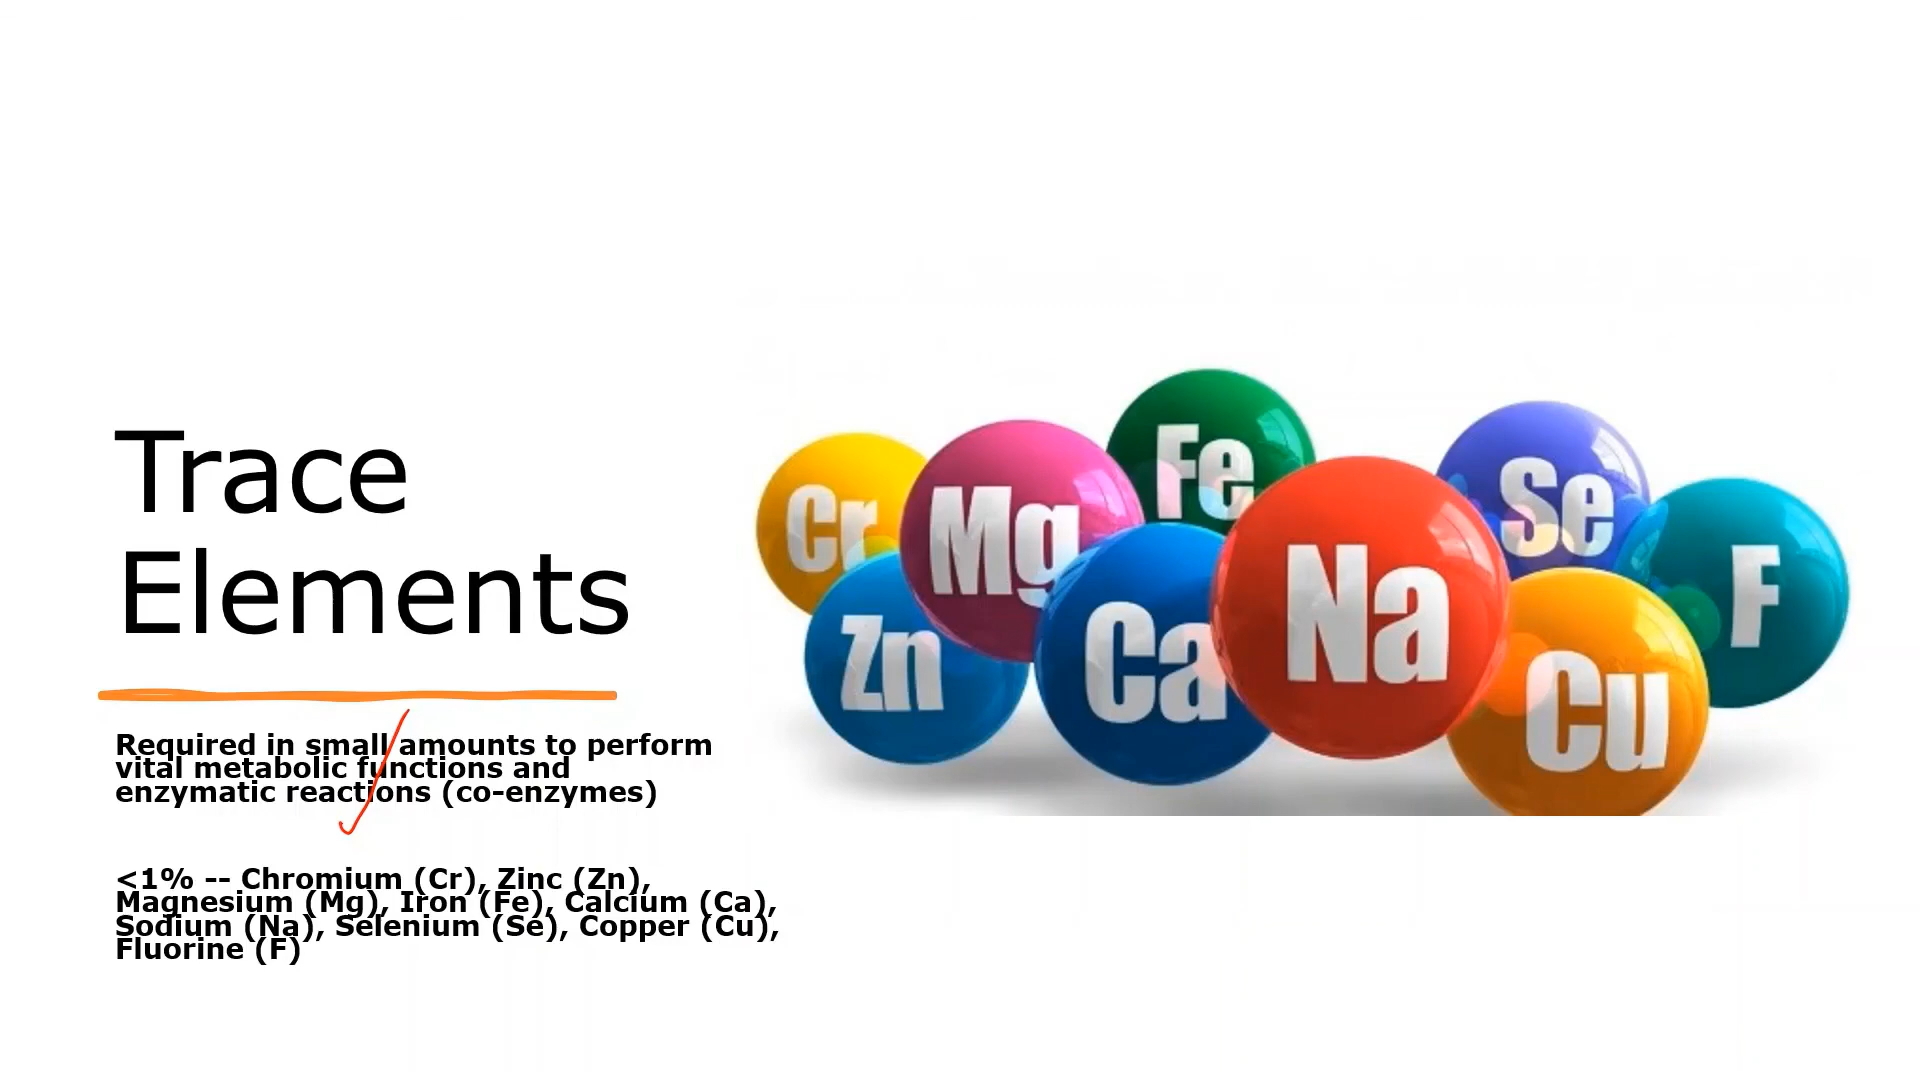 Trace
Elements
Required in small amounts to perform
vital metabolic functions and
enzymatic reactions (co-enzymes)
<1% -- Chromium (Cr), Zinc (Zn),
Magnesium (Mg), Iron (Fe), Calcium (Ca),
Sodium (Na), Selenium (Se), Copper (Cu),
Fluorine (F)
Cr
Mg
Fe
Se
F
Zn
Ca
Na
Cu